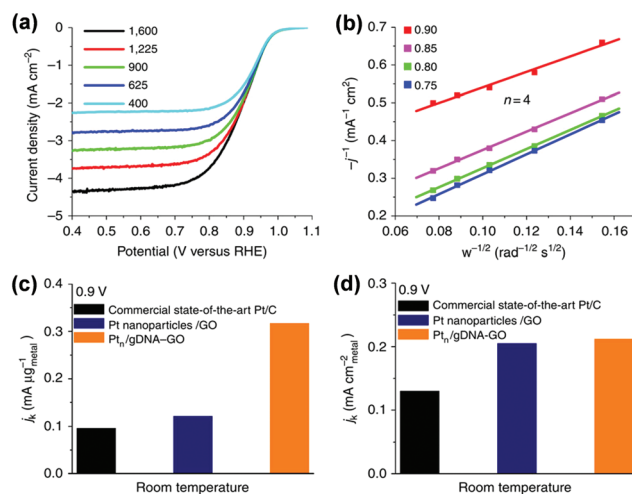 (a)
1,600
1,225
900
625
400
0
−1
−2
−3
−4
−5
0.4 0.5 0.6 0.7 0.8 0.9 1.0 1.1
Current density (mA cm−2)
Potential (V versus RHE)
(b)
0.90
0.85
0.80
0.75
n=4
0.7
0.6
0.5
0.4
0.3
0.2
0.06 0.08 0.10 0.12 0.14 0.16
−j−1 (mA−1 cm2)
w−1/2 (rad−1/2 s1/2)
(c)
0.9 V
Commercial state-of-the-art Pt/C
Pt nanoparticles /GO
Ptn/gDNA–GO
0.4
0.3
0.2
0.1
0.0
jk (mA μg−1metal)
Room temperature
(d)
0.9 V
Commercial state-of-the-art Pt/C
Pt nanoparticles /GO
Ptn/gDNA-GO
0.3
0.2
0.1
0.0
jk (mA cm−2metal)
Room temperature